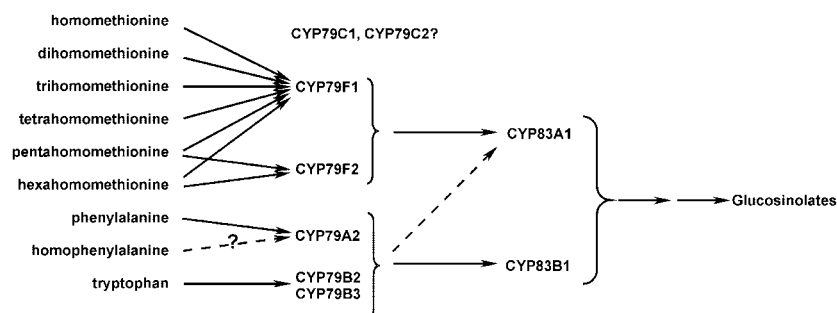 homomethionine
CYP79C1, CYP79C2?
dihomomethionine
trihomomethionine
CYP79F1
tetrahomomethionine
CYP83A1
pentahomomethionine
CYP79F2
hexahomomethionine
Glucosinolates
phenylalanine
CYP79A2
?
homophenylalanine
CYP83B1
tryptophan
CYP79B2
CYP79B3